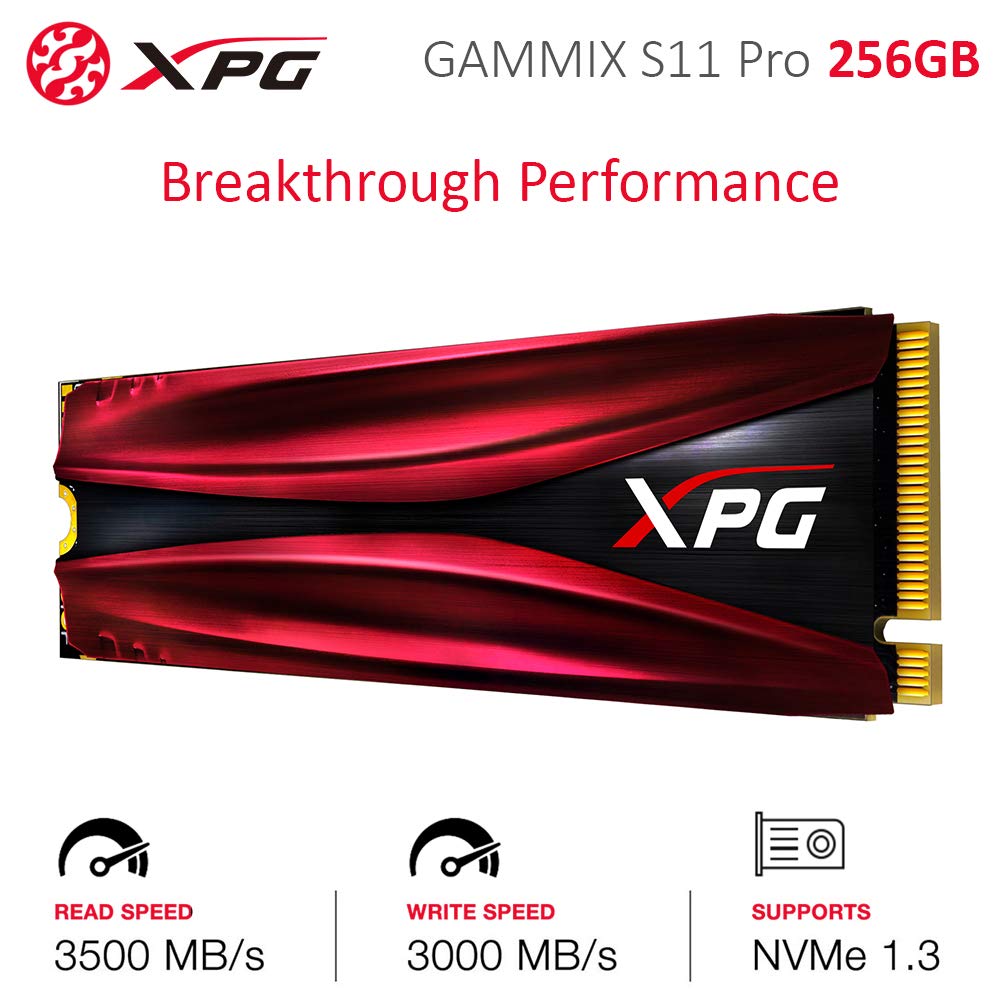 XPG
GAMMIX S11 Pro 256GB
Breakthrough Performance
XPG
READ SPEED
3500 MB/s
WRITE SPEED
3000 MB/s
SUPPORTS
NVMe 1.3